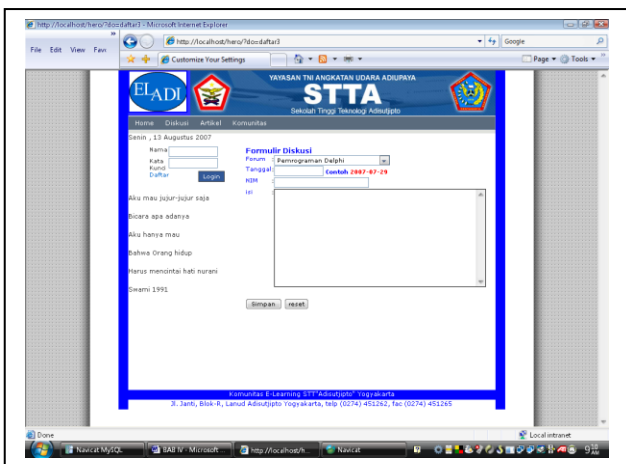 http://localhost/hero/?do=daftar3 - Microsoft Internet Explorer
File Edit View Favi
http://localhost/hero/?do=daftar3
Google
Customize Your Settings
Page Tools
ELADI
YAYASAN TNI ANGKATAN UDARA ADIUPAYA
STTA
Sekolah Tinggi Teknologi Adisutjipto
Home Diskusi Artikel Komunitas
Senin , 13 Augustus 2007
Nama
Kata Kunci
Daftar
Login
Aku mau jujur-jujur saja
Bicara apa adanya
Aku hanya mau
Bahwa Orang hidup
Harus mencintai hati nurani
Swami 1991
Formulir Diskusi
Forum : Pemrograman Delphi
Tanggal: Contoh 2007-07-29
NIM :
isi :
Simpan reset
Komunitas E-Learning STT"Adisutjipto" Yogyakarta
Jl. Janti, Blok-R, Lanud Adisutjipto Yogyakarta, telp (0274) 451262, fac (0274) 451265
Done
Local intranet
Navicat MySQL
BAB IV - Microsoft ...
http://localhost/h...
Navicat